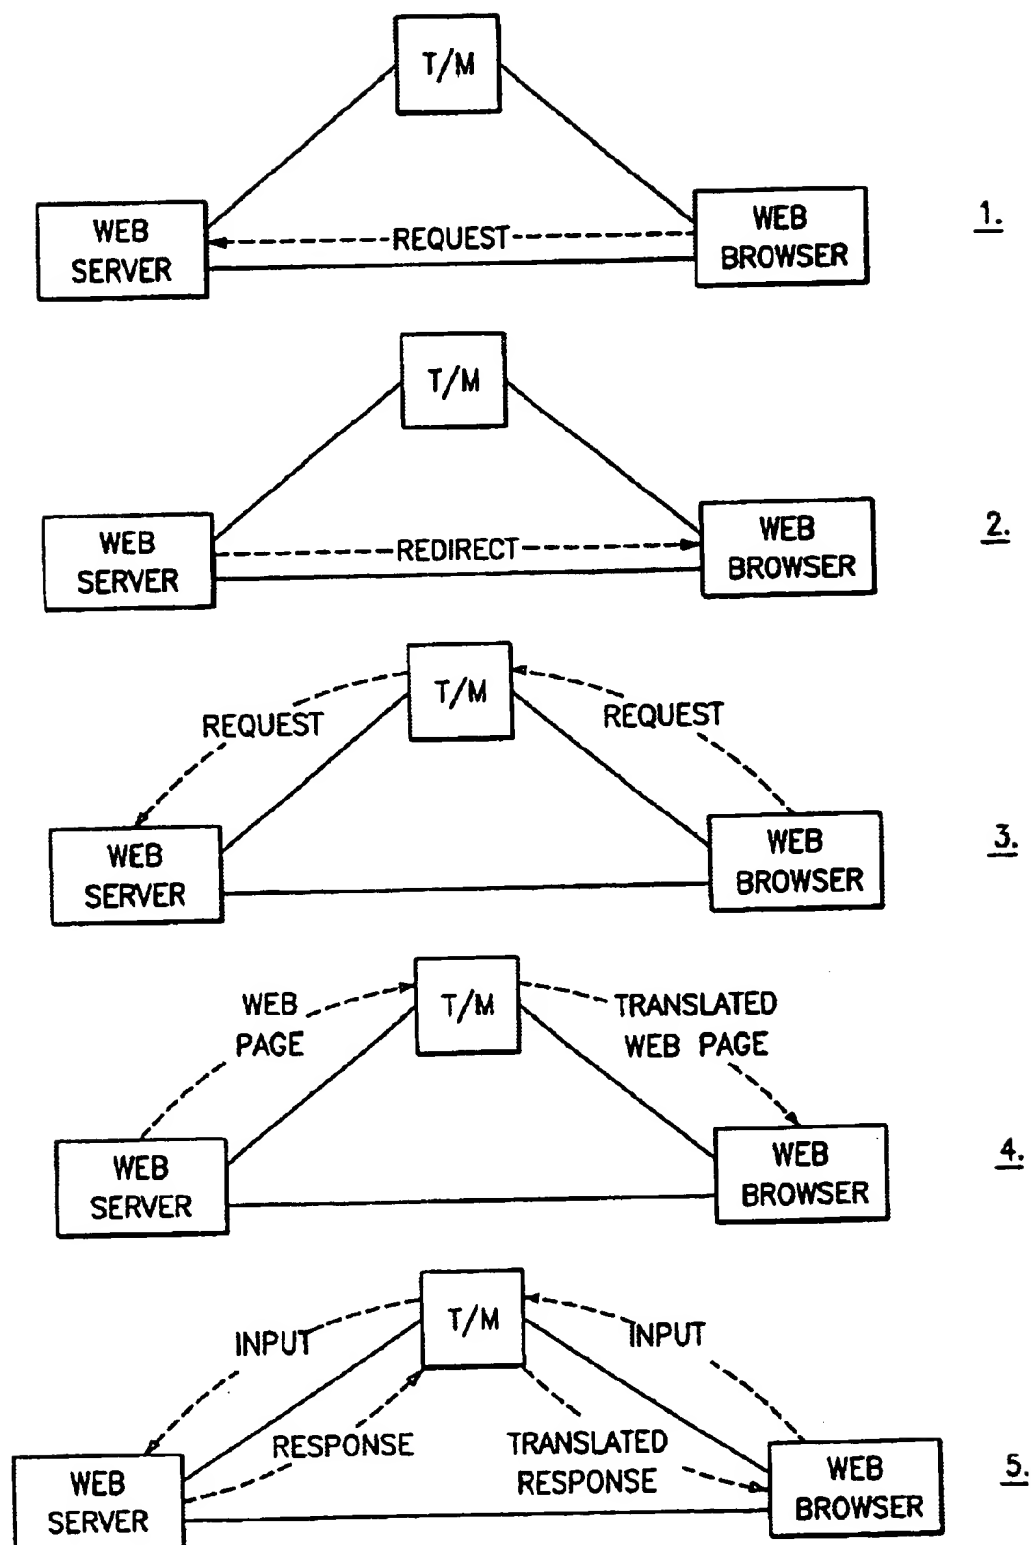 T/M
WEB
SERVER
REQUEST
WEB
BROWSER
1.
T/M
WEB
SERVER
REDIRECT
WEB
BROWSER
2.
T/M
REQUEST
REQUEST
WEB
SERVER
WEB
BROWSER
3.
T/M
WEB
PAGE
TRANSLATED
WEB PAGE
WEB
SERVER
WEB
BROWSER
4.
T/M
INPUT
INPUT
RESPONSE
TRANSLATED
RESPONSE
WEB
SERVER
WEB
BROWSER
5.